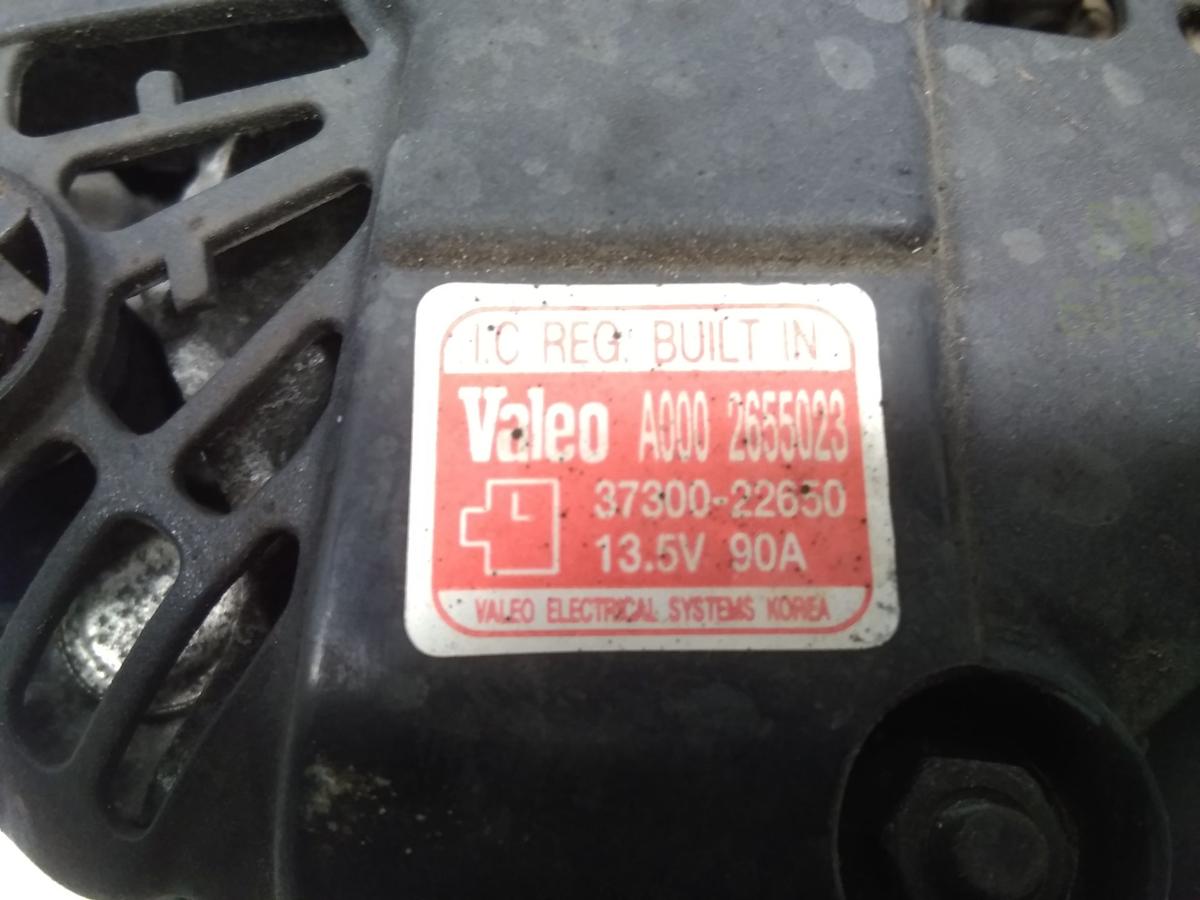 I.C REG. BUILT IN
Valeo A000 2655023
37300-22650
L
13.5V 90A
VALEO ELECTRICAL SYSTEMS KOREA